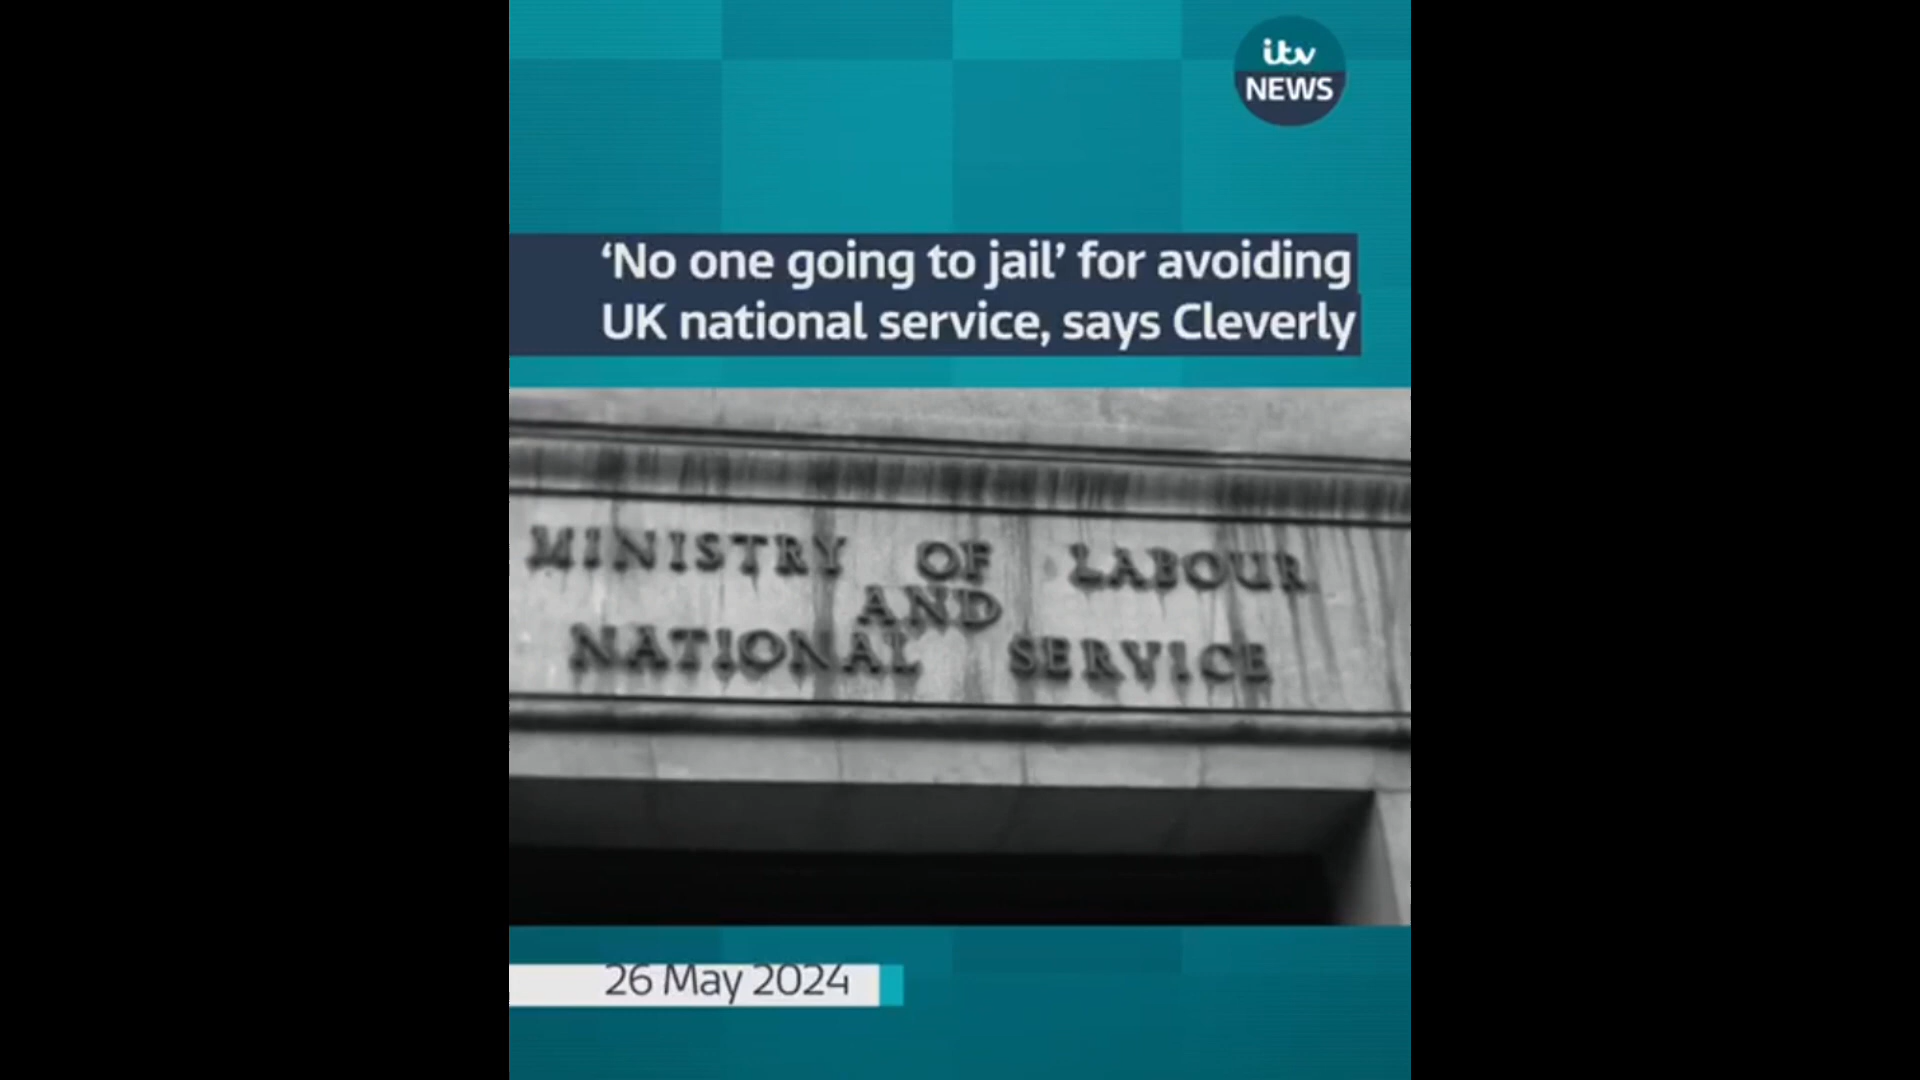 itv
NEWS
‘No one going to jail’ for avoiding
UK national service, says Cleverly
MINISTRY OF LABOUR
AND
NATIONAL SERVICE
26 May 2024